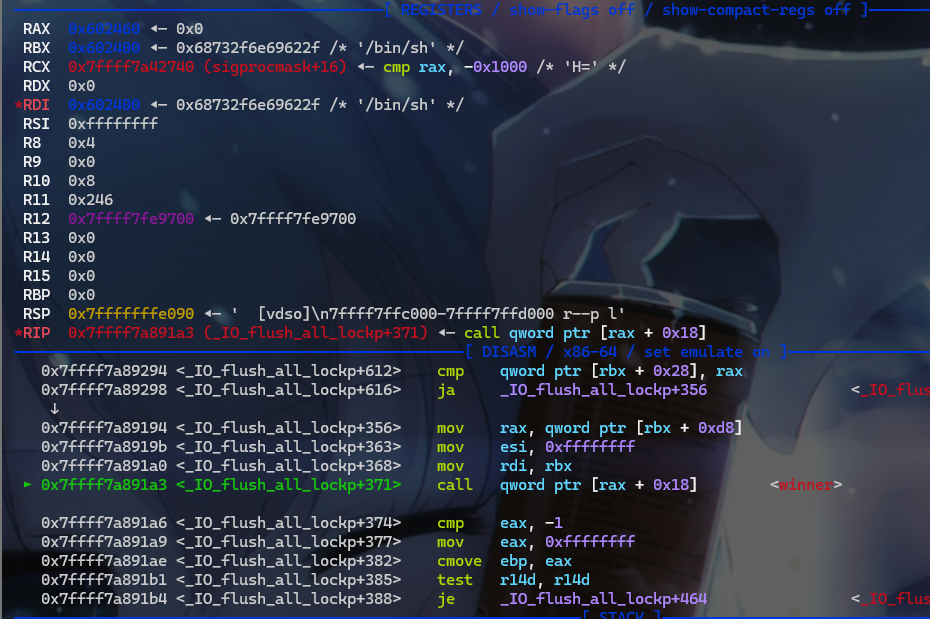 [ REGISTERS / show-flags off / show-compact-regs off ]
RAX 0x602460 ◂— 0x0
RBX 0x602400 ◂— 0x68732f6e69622f /* '/bin/sh' */
RCX 0x7ffff7a42740 (sigprocmask+16) ◂— cmp rax, -0x1000 /* 'H=' */
RDX 0x0
*RDI 0x602400 ◂— 0x68732f6e69622f /* '/bin/sh' */
RSI 0xffffffff
R8 0x4
R9 0x0
R10 0x8
R11 0x246
R12 0x7ffff7fe9700 ◂— 0x7ffff7fe9700
R13 0x0
R14 0x0
R15 0x0
RBP 0x0
RSP 0x7fffffffe090 ◂— ' [vdso]\n7ffff7ffc000-7ffff7ffd000 r--p l'
*RIP 0x7ffff7a891a3 (_IO_flush_all_lockp+371) ◂— call qword ptr [rax + 0x18]
[ DISASM / x86-64 / set emulate on ]
0x7ffff7a89294 <_IO_flush_all_lockp+612> cmp qword ptr [rbx + 0x28], rax
0x7ffff7a89298 <_IO_flush_all_lockp+616> ja _IO_flush_all_lockp+356 <_IO_flus
↓
0x7ffff7a89194 <_IO_flush_all_lockp+356> mov rax, qword ptr [rbx + 0xd8]
0x7ffff7a8919b <_IO_flush_all_lockp+363> mov esi, 0xffffffff
0x7ffff7a891a0 <_IO_flush_all_lockp+368> mov rdi, rbx
► 0x7ffff7a891a3 <_IO_flush_all_lockp+371> call qword ptr [rax + 0x18] <winner>
0x7ffff7a891a6 <_IO_flush_all_lockp+374> cmp eax, -1
0x7ffff7a891a9 <_IO_flush_all_lockp+377> mov eax, 0xffffffff
0x7ffff7a891ae <_IO_flush_all_lockp+382> cmove ebp, eax
0x7ffff7a891b1 <_IO_flush_all_lockp+385> test r14d, r14d
0x7ffff7a891b4 <_IO_flush_all_lockp+388> je _IO_flush_all_lockp+464 <_IO_flus
[ STACK ]